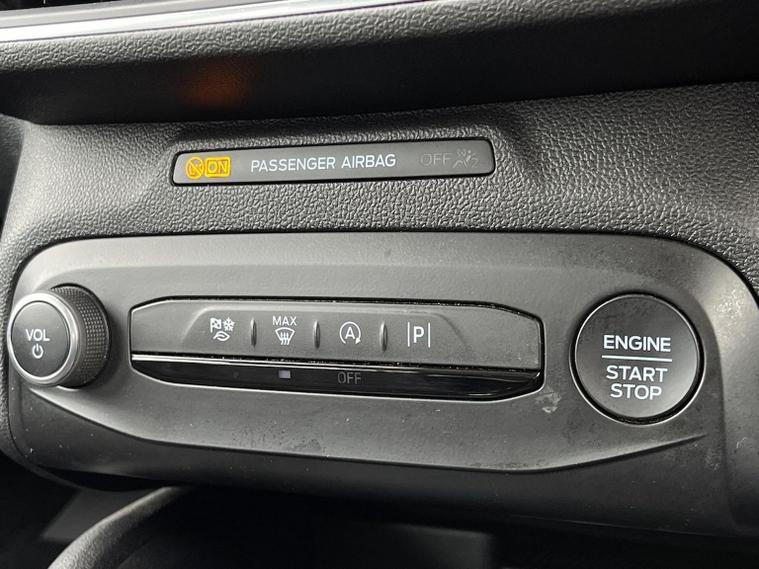 ON PASSENGER AIRBAG OFF
VOL
MAX
A
P
ENGINE
START
STOP
OFF